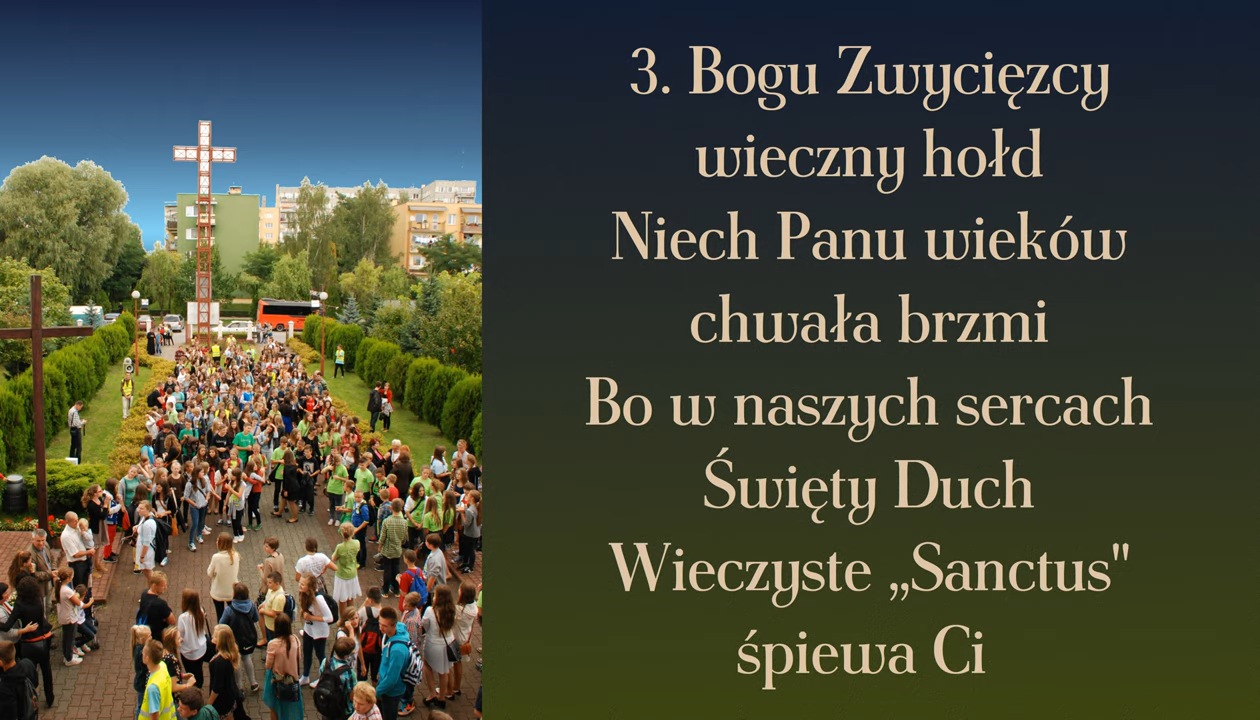 3. Bogu Zwycięzcy
wieczny hołd
Niech Panu wieków
chwała brzmi
Bo w naszych sercach
Święty Duch
Wieczyste „Sanctus"
śpiewa Ci